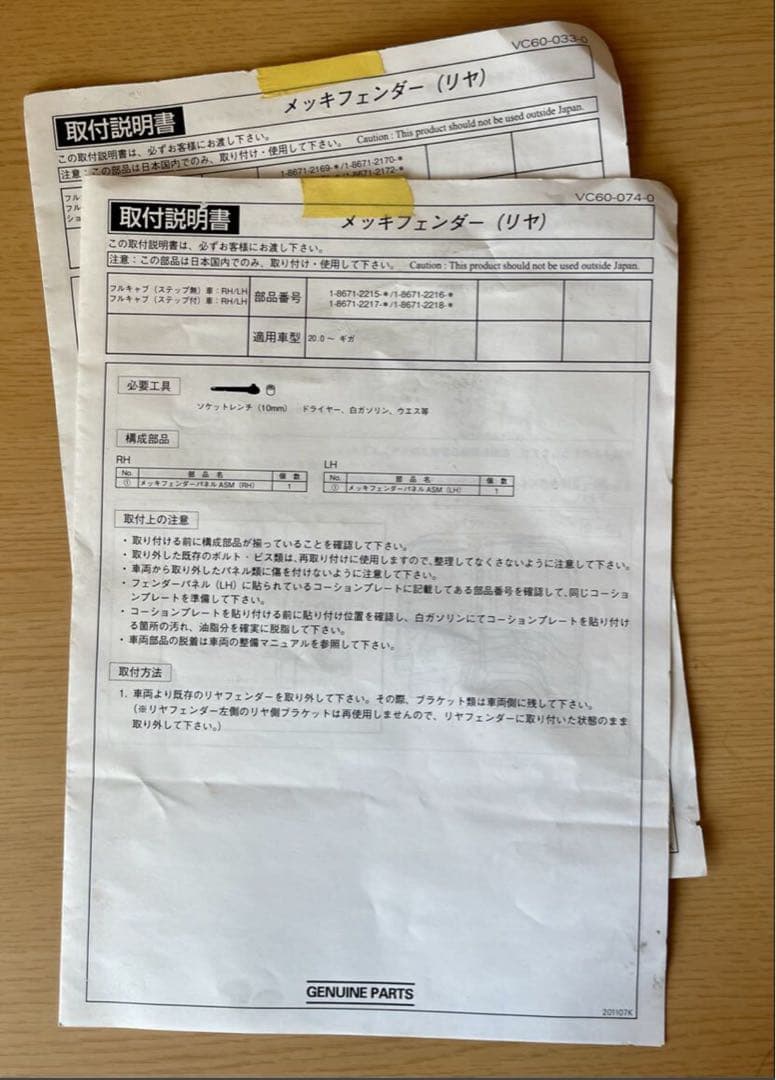 VC60-033-0
取付説明書
メッキフェンダー（リヤ）
この取付説明書は、必ずお客様にお渡し下さい。
注意：この部品は日本国内でのみ、取り付け・使用して下さい。 Caution : This product should not be used outside Japan.
1-8671-2169-＊/1-8671-2170-＊
VC60-074-0
取付説明書
メッキフェンダー（リヤ）
この取付説明書は、必ずお客様にお渡し下さい。
注意：この部品は日本国内でのみ、取り付け・使用して下さい。 Caution : This product should not be used outside Japan.
フルキャブ（ステップ無）車：RH/LH
フルキャブ（ステップ付）車：RH/LH
部品番号
1-8671-2215-＊/1-8671-2216-＊
1-8671-2217-＊/1-8671-2218-＊
適用車型
20.0～ ギガ
必要工具
ソケットレンチ（10mm） ドライヤー、白ガソリン、ウエス等
構成部品
RH
No. 部品名 個数
① メッキフェンダーパネルASM（RH） 1
LH
No. 部品名 個数
① メッキフェンダーパネルASM（LH） 1
取付上の注意
・取り付ける前に構成部品が揃っていることを確認して下さい。
・取り外した既存のボルト・ビス類は、再取り付けに使用しますので、整理してなくさないように注意して下さい。
・車両から取り外したパネル類に傷を付けないように注意して下さい。
・フェンダーパネル（LH）に貼られているコーションプレートに記載してある部品番号を確認して、同じコーショ
ンプレートを準備して下さい。
・コーションプレートを貼り付ける前に貼り付け位置を確認し、白ガソリンにてコーションプレートを貼り付け
る箇所の汚れ、油脂分を確実に脱脂して下さい。
・車両部品の脱着は車両の整備マニュアルを参照して下さい。
取付方法
1. 車両より既存のリヤフェンダーを取り外して下さい。その際、ブラケット類は車両側に残して下さい。
（※リヤフェンダー左側のリヤ側ブラケットは再使用しませんので、リヤフェンダーに取り付いた状態のまま
取り外して下さい。）
GENUINE PARTS
201107K